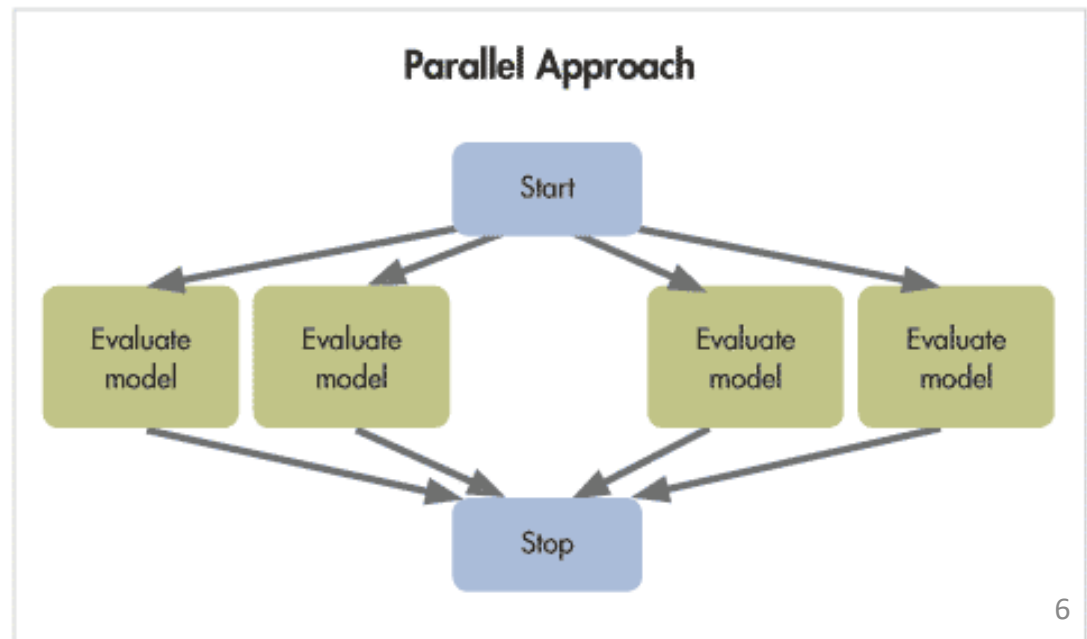 Parallel Approach
Start
Evaluate
model
Evaluate
model
Evaluate
model
Evaluate
model
Stop
6